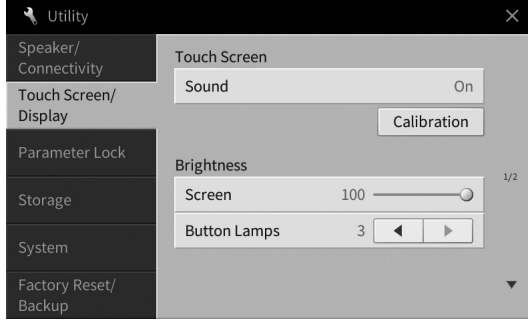 Utility
Speaker/
Connectivity
Touch Screen/
Display
Parameter Lock
Storage
System
Factory Reset/
Backup
Touch Screen
Sound On
Calibration
Brightness
Screen 100
Button Lamps 3
1/2